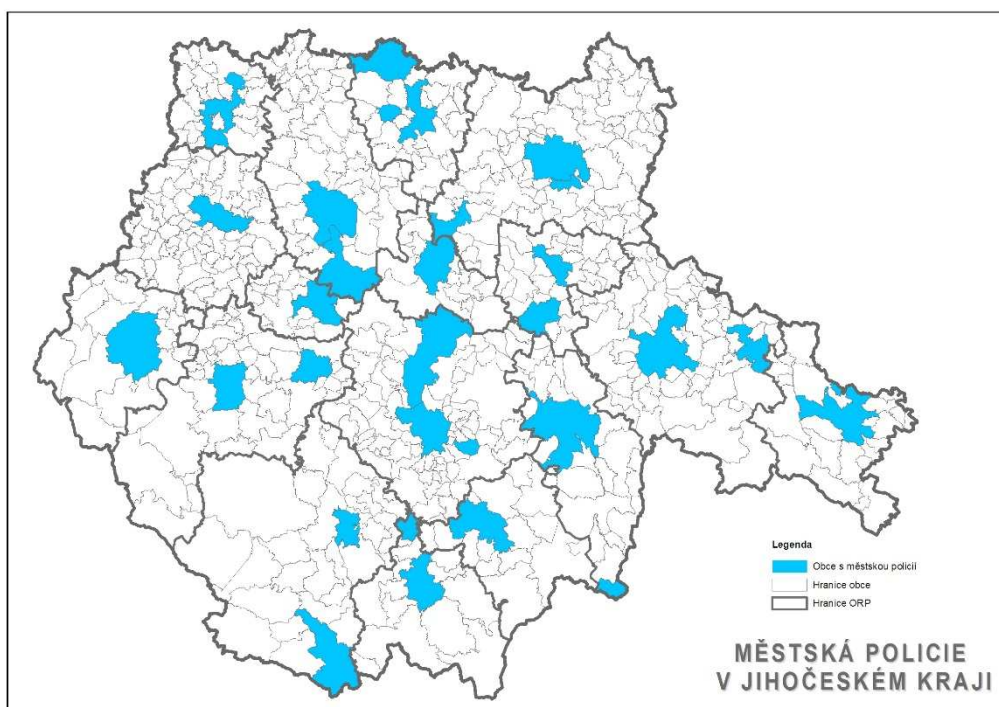 Legenda
Obce s městskou policií
Hranice obce
Hranice ORP
MĚSTSKÁ POLICIE
V JIHOČESKÉM KRAJI